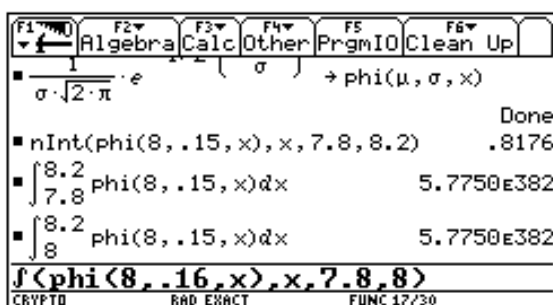 F1 F2 F3 F4 F5 F6
Algebra Calc Other PrgmIO Clean Up
1/(σ·√(2·π)) ·e ( σ ) → phi(μ, σ, x)
Done
nInt(phi(8, .15, x), x, 7.8, 8.2) .8176
∫ 8.2 7.8 phi(8, .15, x)dx 5.7750E382
∫ 8.2 8 phi(8, .15, x)dx 5.7750E382
∫(phi(8,.16,x),x,7.8,8)
CRYPTO RAD EXACT FUNC 17/30